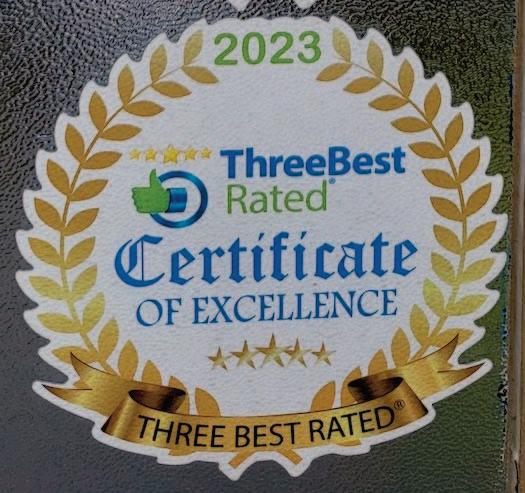 2023
ThreeBest
Rated®
Certificate
OF EXCELLENCE
THREE BEST RATED®